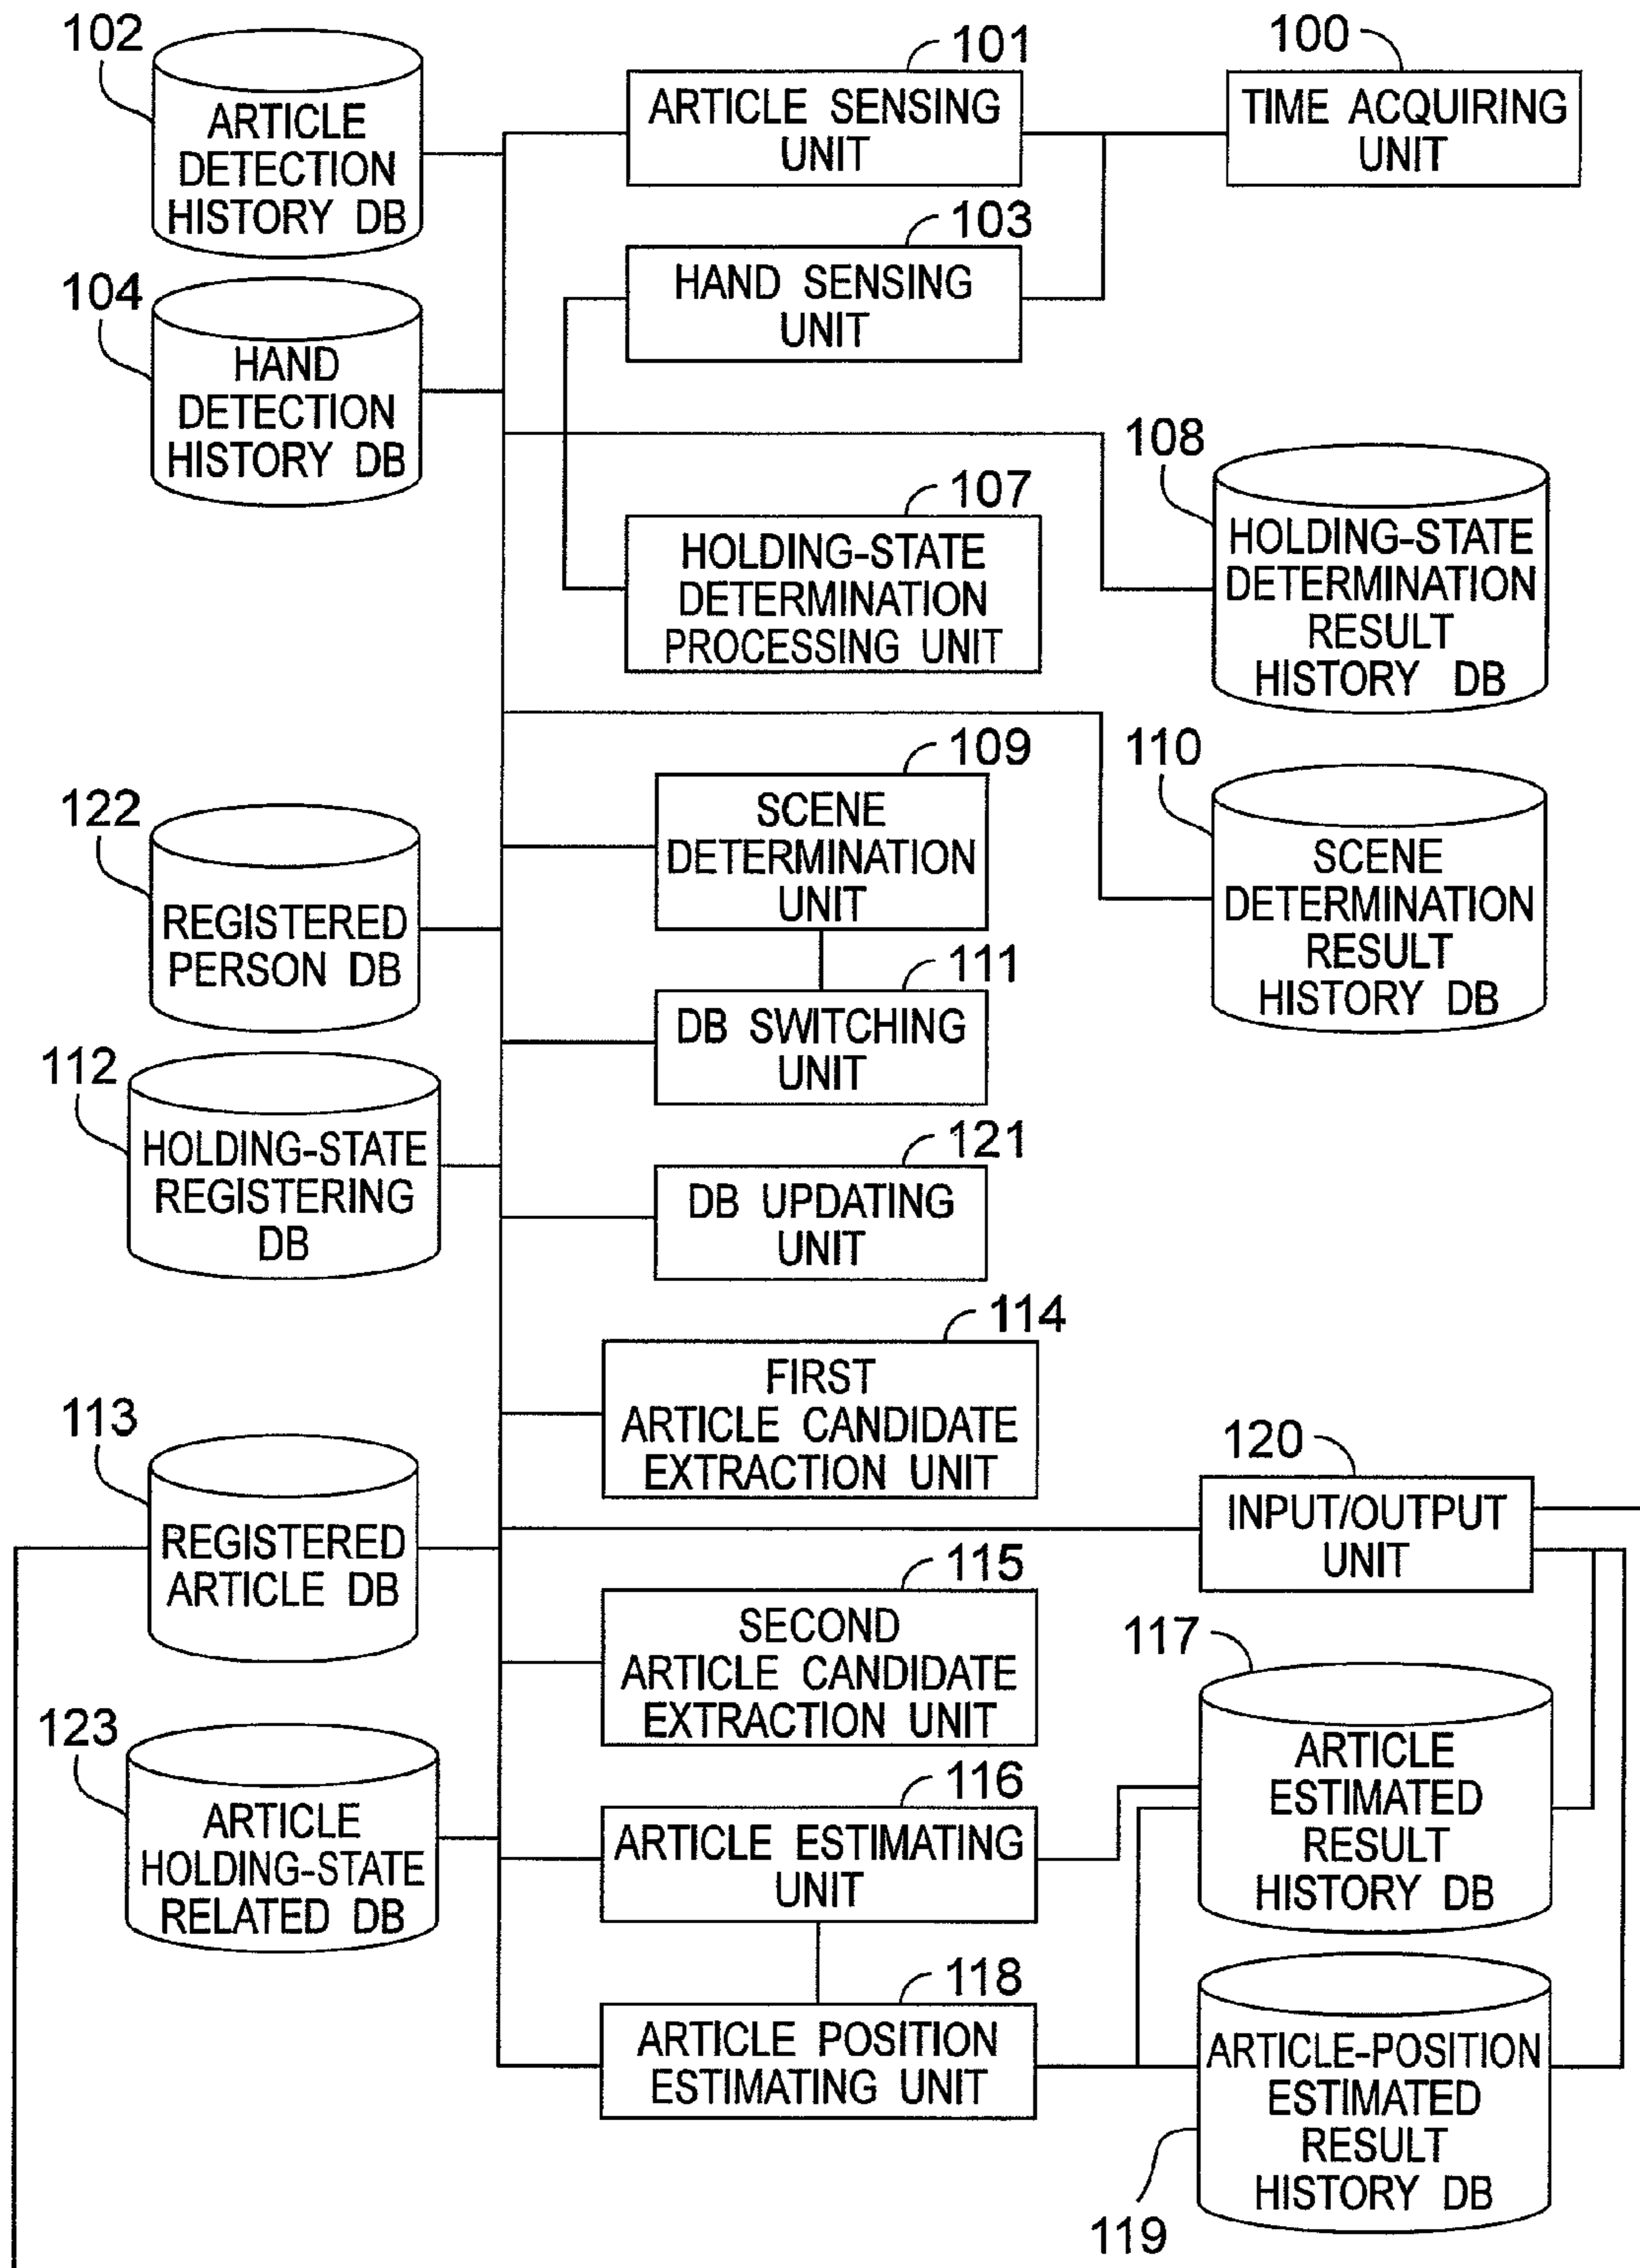 102
ARTICLE
DETECTION
HISTORY DB
101
ARTICLE SENSING
UNIT
100
TIME ACQUIRING
UNIT
103
HAND SENSING
UNIT
104
HAND
DETECTION
HISTORY DB
107
HOLDING-STATE
DETERMINATION
PROCESSING UNIT
108
HOLDING-STATE
DETERMINATION
RESULT
HISTORY DB
109
SCENE
DETERMINATION
UNIT
110
SCENE
DETERMINATION
RESULT
HISTORY DB
122
REGISTERED
PERSON DB
111
DB SWITCHING
UNIT
112
HOLDING-STATE
REGISTERING
DB
121
DB UPDATING
UNIT
114
FIRST
ARTICLE CANDIDATE
EXTRACTION UNIT
113
REGISTERED
ARTICLE DB
120
INPUT/OUTPUT
UNIT
115
SECOND
ARTICLE CANDIDATE
EXTRACTION UNIT
117
ARTICLE
ESTIMATED
RESULT
HISTORY DB
123
ARTICLE
HOLDING-STATE
RELATED DB
116
ARTICLE ESTIMATING
UNIT
118
ARTICLE POSITION
ESTIMATING UNIT
ARTICLE-POSITION
ESTIMATED
RESULT
HISTORY DB
119